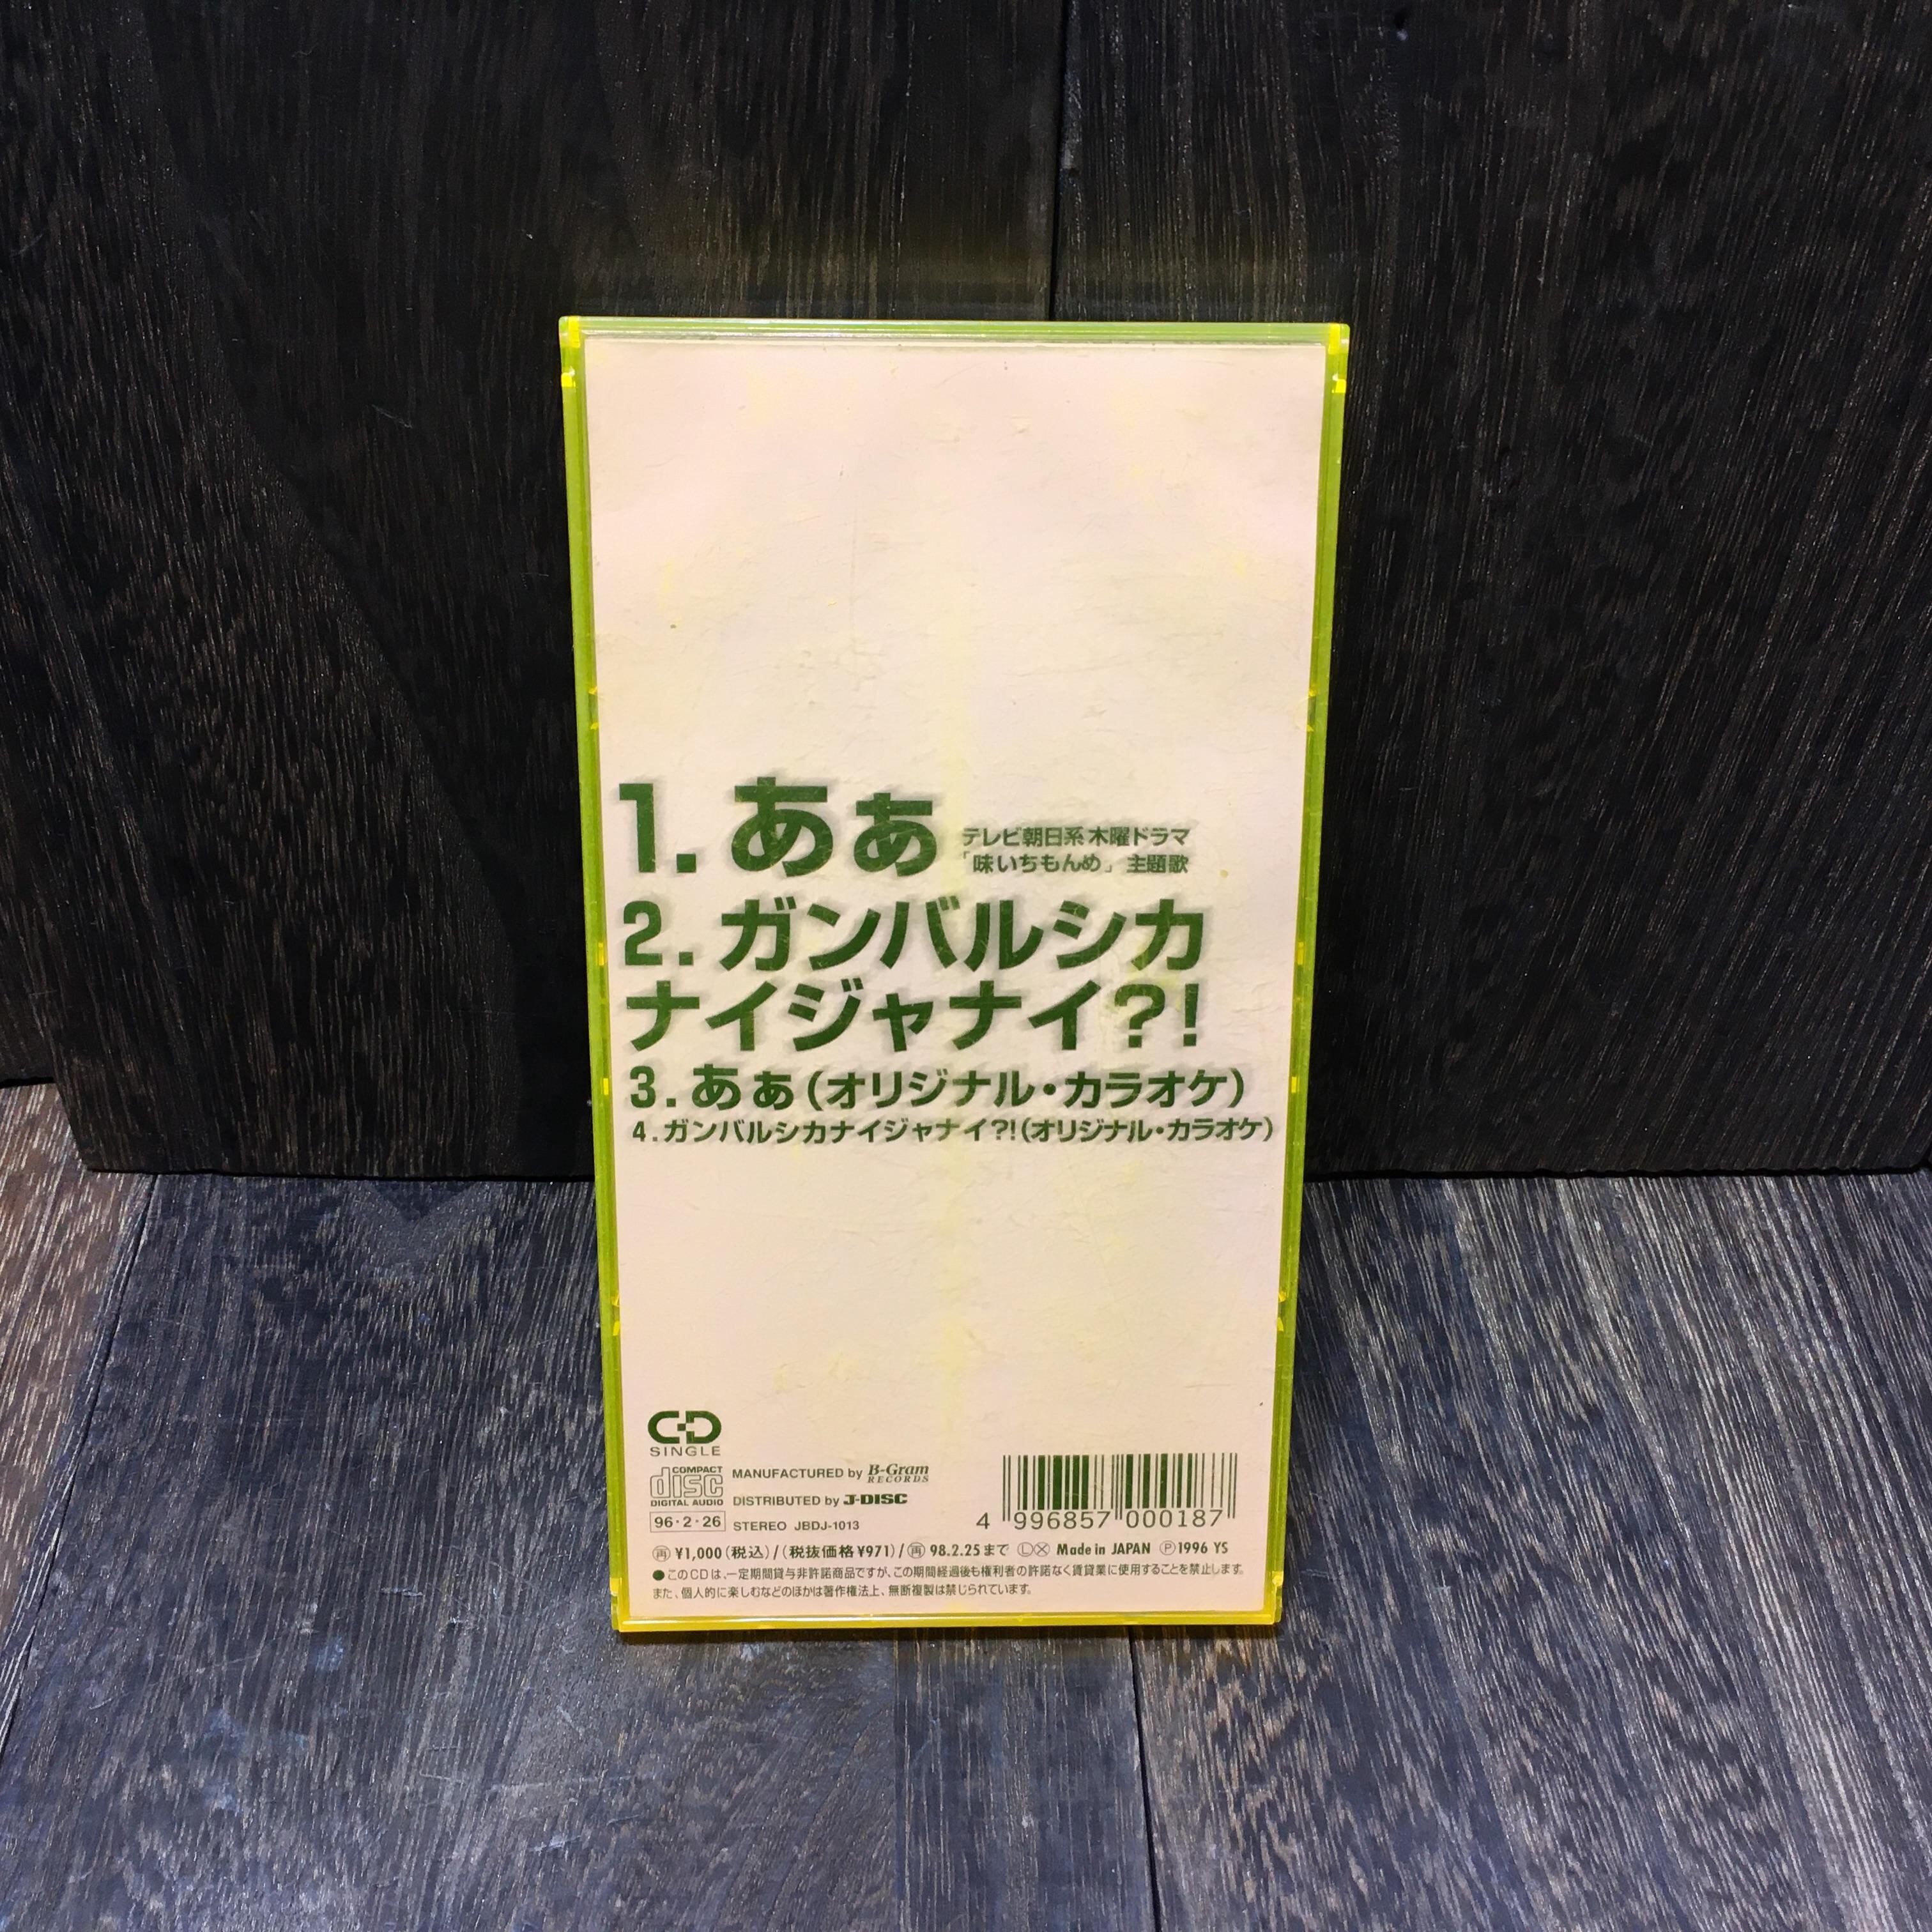 1. あぁ テレビ朝日系 木曜ドラマ
「味いちもんめ」 主題歌
2. ガンバルシカ
ナイジャナイ?!
3. あぁ (オリジナル・カラオケ)
4. ガンバルシカナイジャナイ?! (オリジナル・カラオケ)
CD
SINGLE
COMPACT
disc
DIGITAL AUDIO
MANUFACTURED by B-Gram
RECORDS
DISTRIBUTED by J-DISC
96・2・26 STEREO JBDJ-1013
4 996857 000187
再 ¥1,000 (税込) / (税抜価格 ¥971) / 再 98.2.25 まで Ⓛ Ⓧ Made in JAPAN Ⓟ1996 YS
●このCDは、一定期間貸与非許諾商品ですが、この期間経過後も権利者の許諾なく賃貸業に使用することを禁止します。
また、個人的に楽しむなどのほかは著作権法上、無断複製は禁じられています。